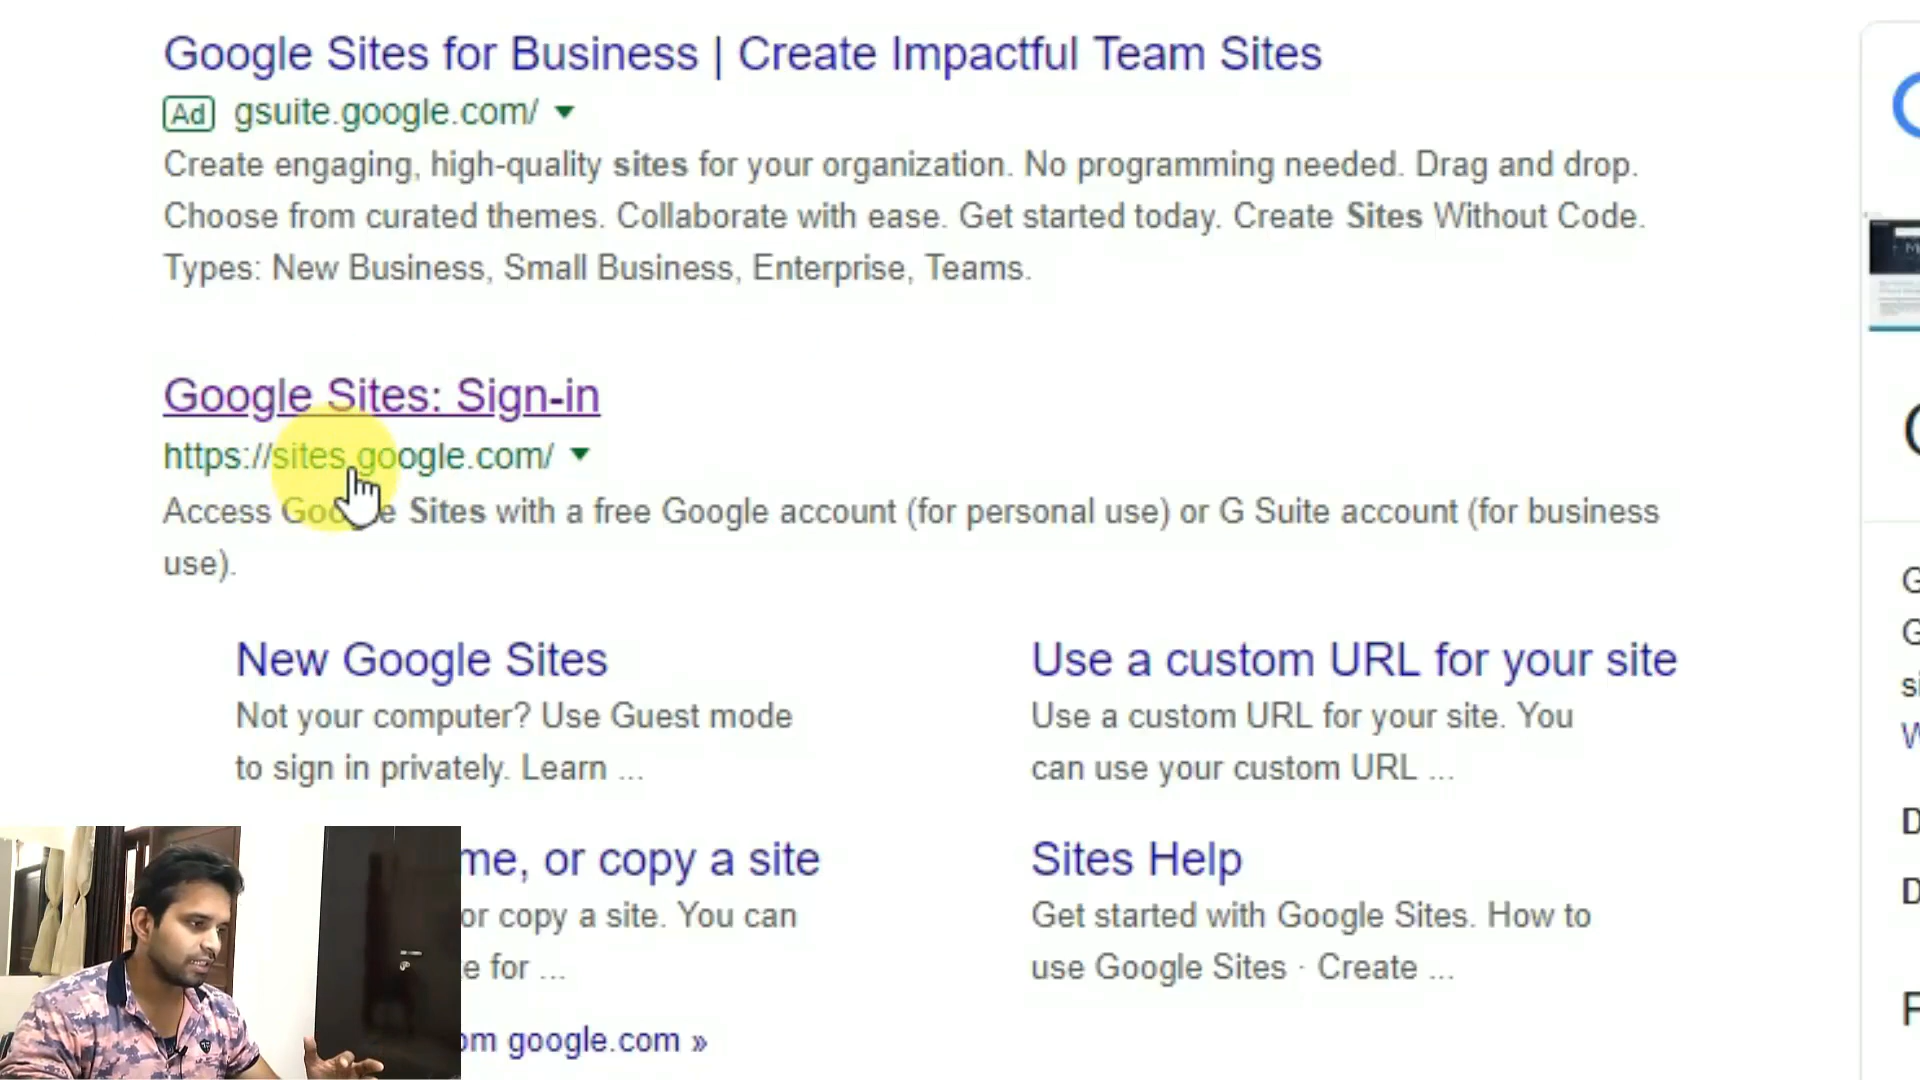 Google Sites for Business | Create Impactful Team Sites
Ad gsuite.google.com/
Create engaging, high-quality sites for your organization. No programming needed. Drag and drop.
Choose from curated themes. Collaborate with ease. Get started today. Create Sites Without Code.
Types: New Business, Small Business, Enterprise, Teams.
Google Sites: Sign-in
https://sites.google.com/
Access Google Sites with a free Google account (for personal use) or G Suite account (for business
use).
New Google Sites
Not your computer? Use Guest mode
to sign in privately. Learn ...
Use a custom URL for your site
Use a custom URL for your site. You
can use your custom URL ...
me, or copy a site
or copy a site. You can
e for ...
Sites Help
Get started with Google Sites. How to
use Google Sites · Create ...
om google.com »